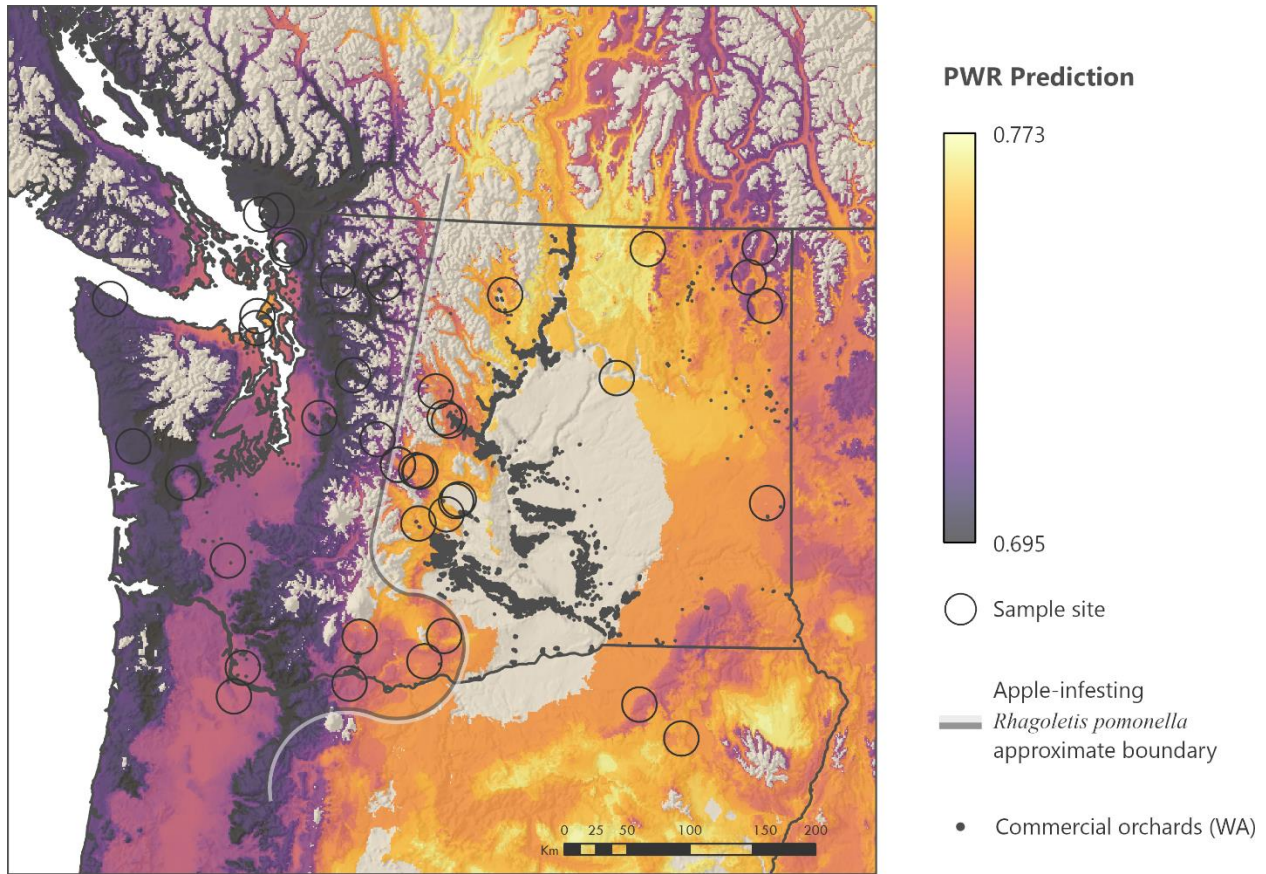 PWR Prediction
0.773
0.695
Sample site
Apple-infesting
Rhagoletis pomonella
approximate boundary
Commercial orchards (WA)
0 25 50 100 150 200
Km